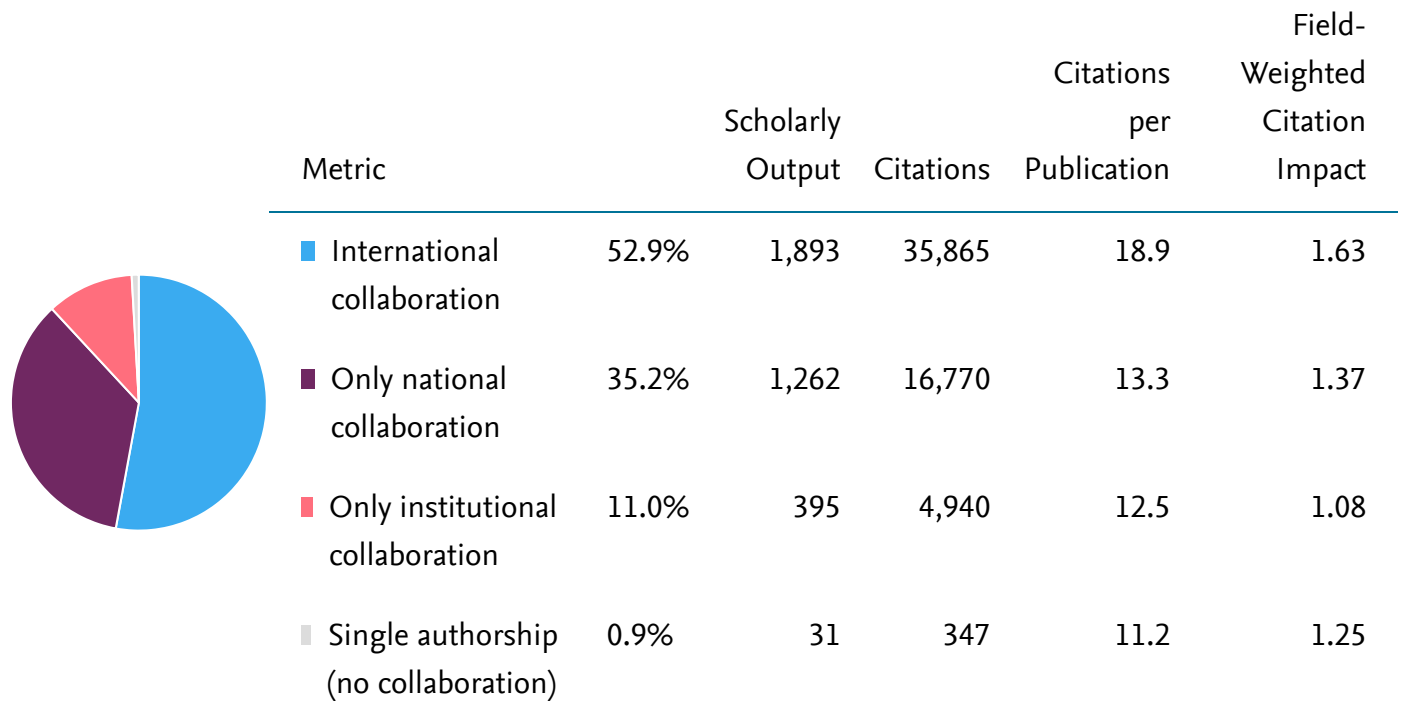 Metric Scholarly Output Citations Citations per Publication Field-Weighted Citation Impact
International collaboration 52.9% 1,893 35,865 18.9 1.63
Only national collaboration 35.2% 1,262 16,770 13.3 1.37
Only institutional collaboration 11.0% 395 4,940 12.5 1.08
Single authorship (no collaboration) 0.9% 31 347 11.2 1.25